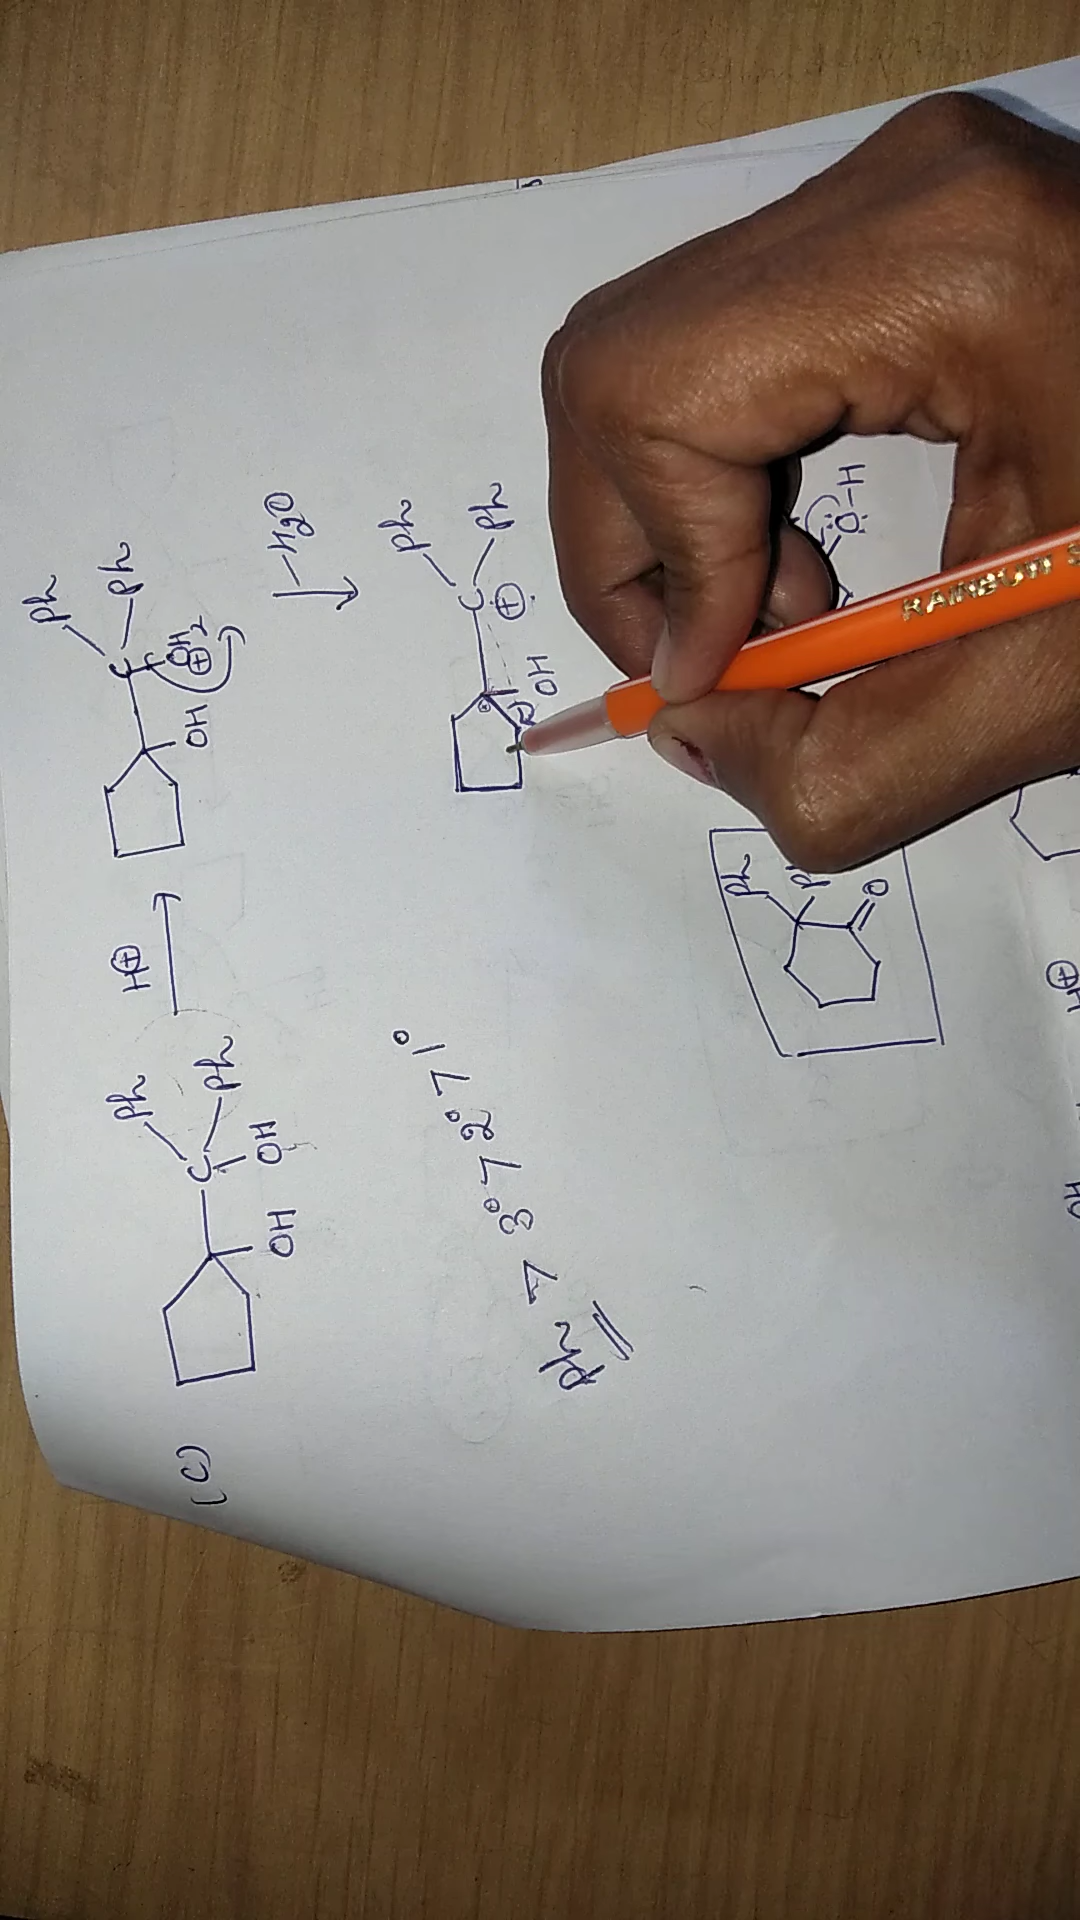 (C)
Ph
C
Ph
OH
OH
H⊕
Ph
C
Ph
OH
OH2
⊕
-H2O
Ph
C
Ph
⊕
OH
Ph > 3° > 2° > 1°
O-H
Ph
O
RAINBOW
H⊕